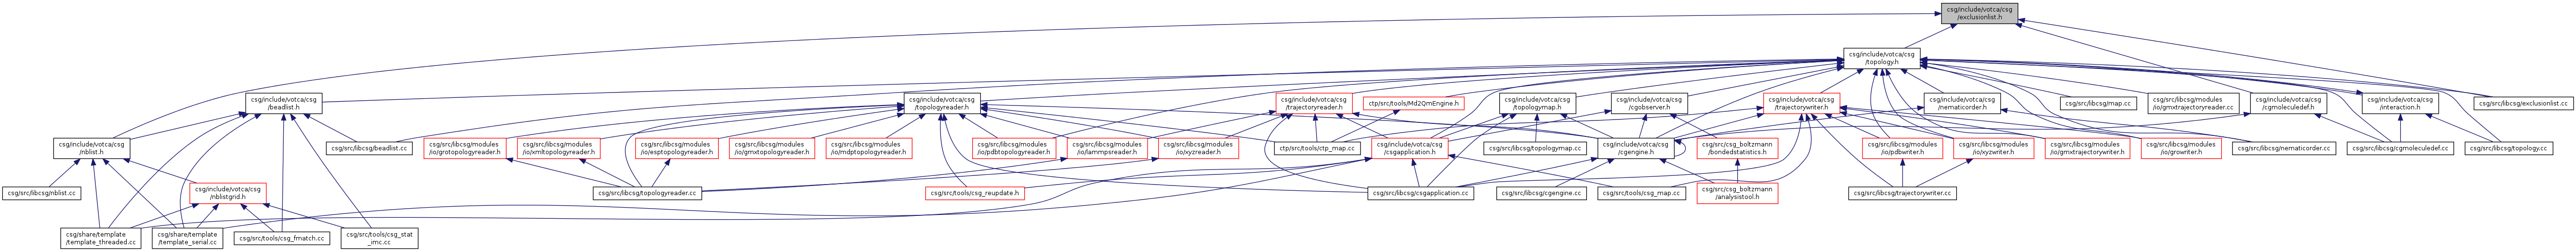 csg/include/votca/csg
/exclusionlist.h
csg/include/votca/csg
/topology.h
csg/include/votca/csg
/beadlist.h
csg/include/votca/csg
/topologyreader.h
csg/include/votca/csg
/trajectoryreader.h
ctp/src/tools/Md2QmEngine.h
csg/include/votca/csg
/topologymap.h
csg/include/votca/csg
/cgobserver.h
csg/include/votca/csg
/trajectorywriter.h
csg/include/votca/csg
/nematicorder.h
csg/src/libcsg/map.cc
csg/src/libcsg/modules
/io/gmxtrajectoryreader.cc
csg/include/votca/csg
/cgmoleculedef.h
csg/include/votca/csg
/interaction.h
csg/src/libcsg/exclusionlist.cc
csg/include/votca/csg
/nblist.h
csg/src/libcsg/beadlist.cc
csg/src/libcsg/modules
/io/grotopologyreader.h
csg/src/libcsg/modules
/io/xmltopologyreader.h
csg/src/libcsg/modules
/io/esptopologyreader.h
csg/src/libcsg/modules
/io/gmxtopologyreader.h
csg/src/libcsg/modules
/io/mdptopologyreader.h
csg/src/libcsg/modules
/io/pdbtopologyreader.h
csg/src/libcsg/modules
/io/lammpsreader.h
csg/src/libcsg/modules
/io/xyzreader.h
ctp/src/tools/ctp_map.cc
csg/include/votca/csg
/csgapplication.h
csg/src/libcsg/topologymap.cc
csg/include/votca/csg
/cgengine.h
csg/src/csg_boltzmann
/bondedstatistics.h
csg/src/libcsg/modules
/io/pdbwriter.h
csg/src/libcsg/modules
/io/xyzwriter.h
csg/src/libcsg/modules
/io/gmxtrajectorywriter.h
csg/src/libcsg/modules
/io/growriter.h
csg/src/libcsg/nematicorder.cc
csg/src/libcsg/cgmoleculedef.cc
csg/src/libcsg/topology.cc
csg/src/libcsg/nblist.cc
csg/include/votca/csg
/nblistgrid.h
csg/src/libcsg/topologyreader.cc
csg/src/tools/csg_reupdate.h
csg/src/libcsg/csgapplication.cc
csg/src/libcsg/cgengine.cc
csg/src/tools/csg_map.cc
csg/src/csg_boltzmann
/analysistool.h
csg/src/libcsg/trajectorywriter.cc
csg/share/template
/template_threaded.cc
csg/share/template
/template_serial.cc
csg/src/tools/csg_fmatch.cc
csg/src/tools/csg_stat
_imc.cc